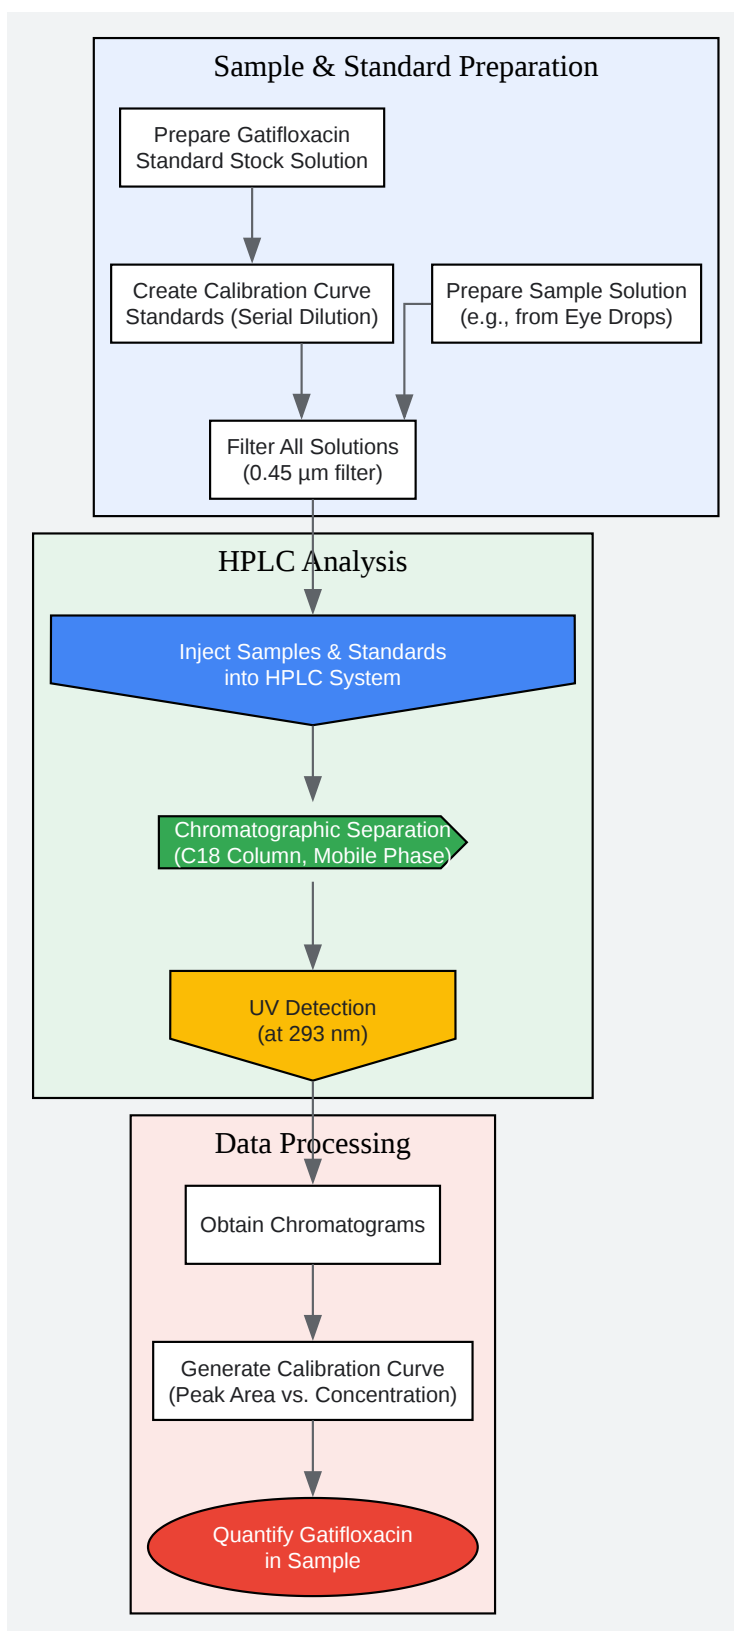 Sample & Standard Preparation
Prepare Gatifloxacin
Standard Stock Solution
Create Calibration Curve
Standards (Serial Dilution)
Prepare Sample Solution
(e.g., from Eye Drops)
Filter All Solutions
(0.45 µm filter)
HPLC Analysis
Inject Samples & Standards
into HPLC System
Chromatographic Separation
(C18 Column, Mobile Phase)
UV Detection
(at 293 nm)
Data Processing
Obtain Chromatograms
Generate Calibration Curve
(Peak Area vs. Concentration)
Quantify Gatifloxacin
in Sample